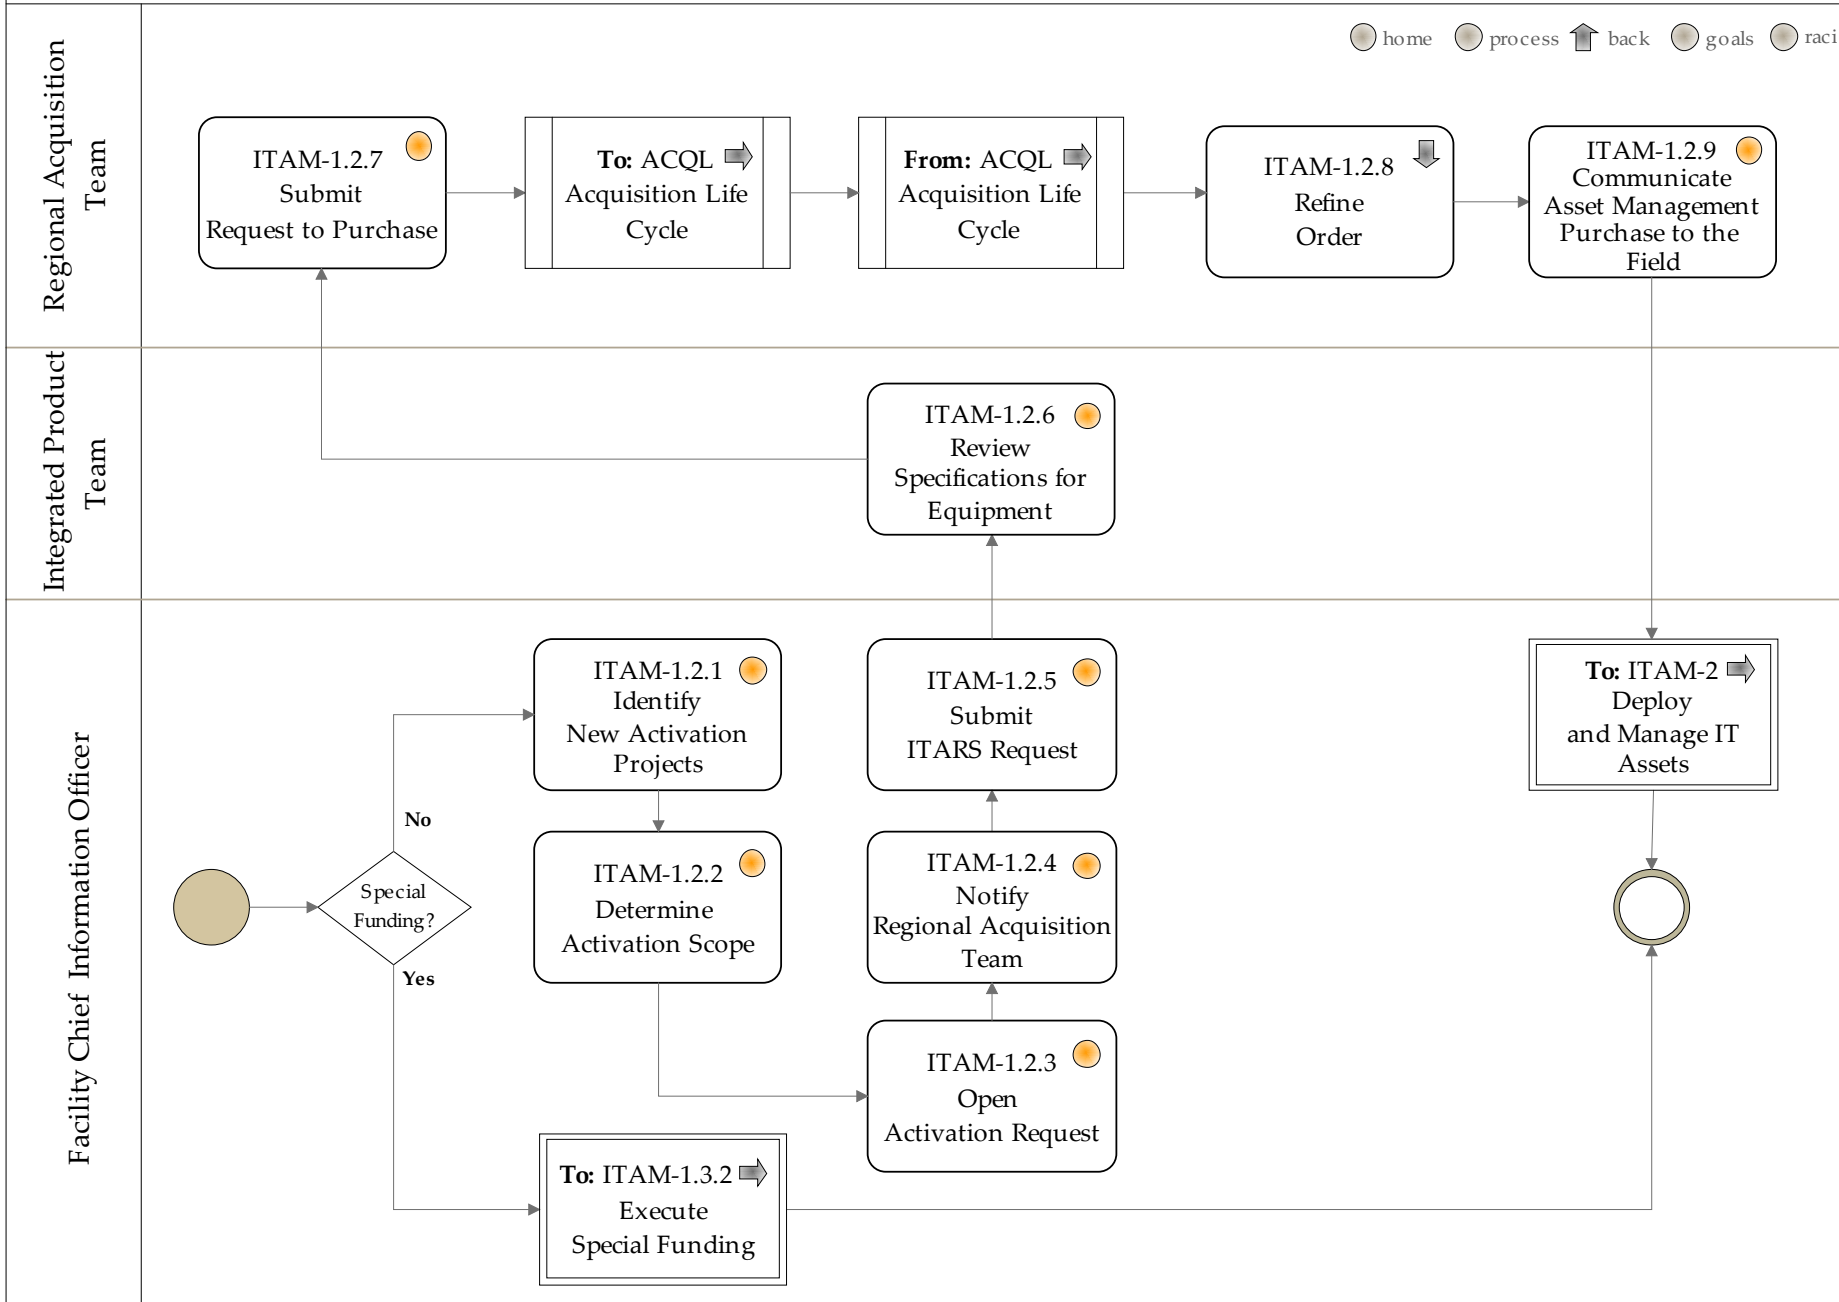 home process back goals raci
Regional Acquisition
Team
ITAM-1.2.7
Submit
Request to Purchase
To: ACQL
Acquisition Life
Cycle
From: ACQL
Acquisition Life
Cycle
ITAM-1.2.8
Refine
Order
ITAM-1.2.9
Communicate
Asset Management
Purchase to the
Field
Integrated Product
Team
ITAM-1.2.6
Review
Specifications for
Equipment
Facility Chief Information Officer
Special
Funding?
No
Yes
ITAM-1.2.1
Identify
New Activation
Projects
ITAM-1.2.2
Determine
Activation Scope
ITAM-1.2.5
Submit
ITARS Request
ITAM-1.2.4
Notify
Regional Acquisition
Team
ITAM-1.2.3
Open
Activation Request
To: ITAM-1.3.2
Execute
Special Funding
To: ITAM-2
Deploy
and Manage IT
Assets